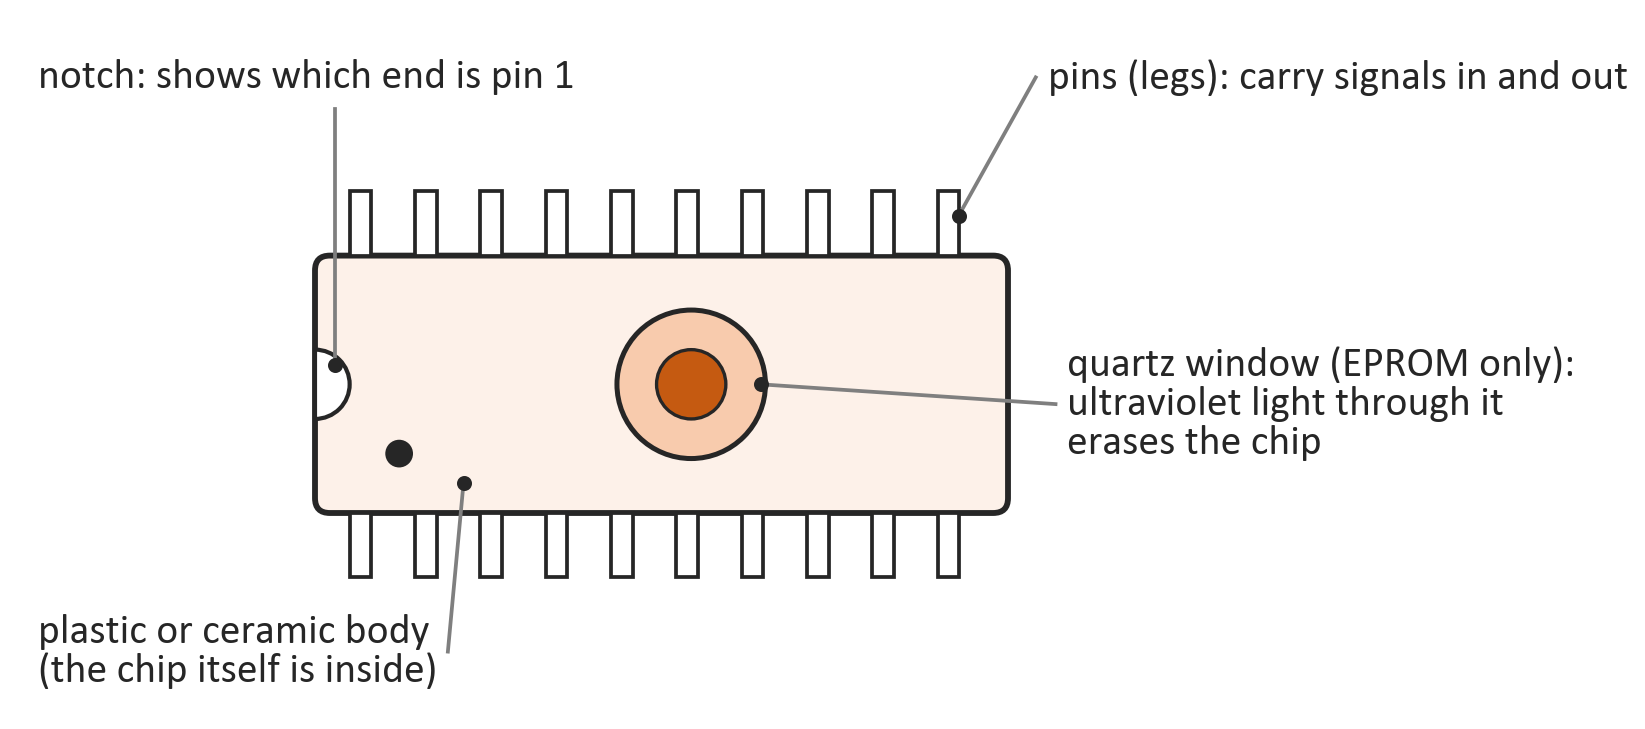 notch: shows which end is pin 1
pins (legs): carry signals in and out
quartz window (EPROM only):
ultraviolet light through it
erases the chip
plastic or ceramic body
(the chip itself is inside)